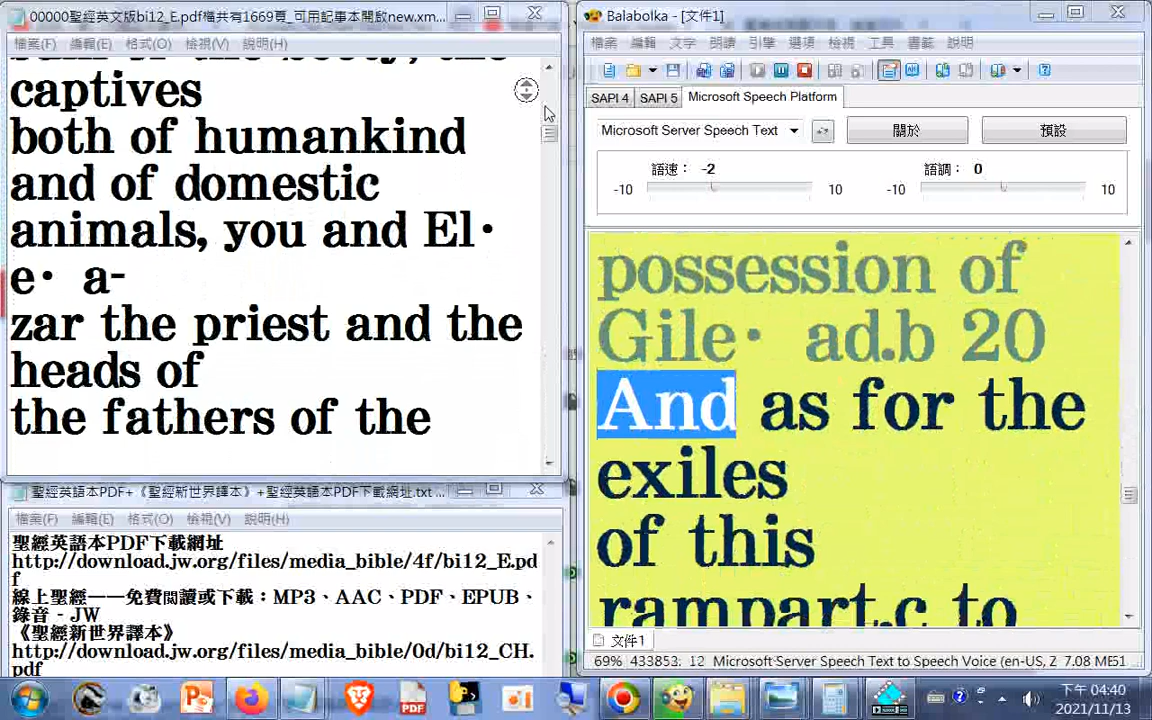 00000聖經英文版bi12_E.pdf檔共有1669頁_可用記事本開啟new.xm...
檔案(F) 編輯(E) 格式(O) 檢視(V) 說明(H)
captives
both of humankind
and of domestic
animals, you and El·
e· a-
zar the priest and the
heads of
the fathers of the
聖經英語本PDF+《聖經新世界譯本》+聖經英語本PDF下載網址.txt ...
檔案(F) 編輯(E) 格式(O) 檢視(V) 說明(H)
聖經英語本PDF下載網址
http://download.jw.org/files/media_bible/4f/bi12_E.pd
f
線上聖經——免費閱讀或下載：MP3、AAC、PDF、EPUB、
錄音 - JW
《聖經新世界譯本》
http://download.jw.org/files/media_bible/0d/bi12_CH.
pdf
Balabolka - [文件1]
檔案 編輯 文字 朗讀 引擎 選項 檢視 工具 書籤 說明
SAPI 4 SAPI 5 Microsoft Speech Platform
Microsoft Server Speech Text 關於 預設
語速： -2 語調： 0
-10 10 -10 10
possession of
Gile· ad.b 20
And as for the
exiles
of this
rampart,c to
文件1
69% 433853: 12 Microsoft Server Speech Text to Speech Voice (en-US, Z 7.08 ME51
下午 04:40
2021/11/13